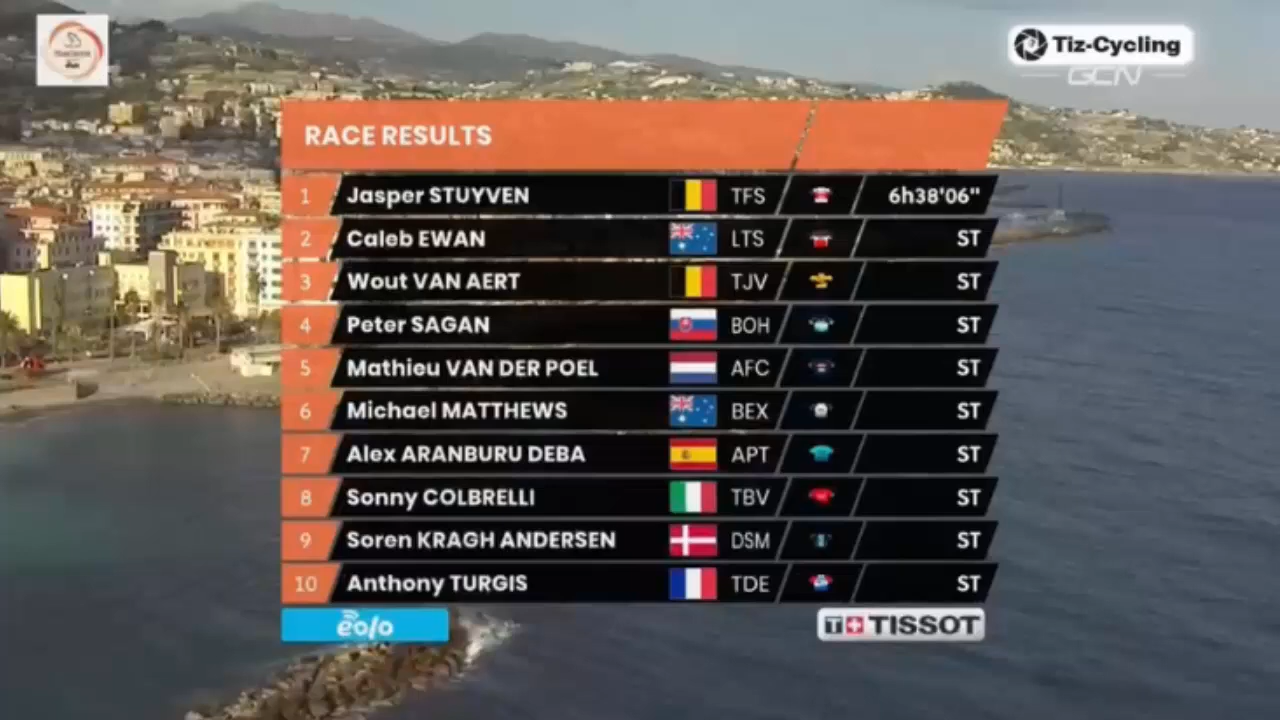 Tiz-Cycling
GCN
RACE RESULTS
1 Jasper STUYVEN TFS 6h38'06"
2 Caleb EWAN LTS ST
3 Wout VAN AERT TJV ST
4 Peter SAGAN BOH ST
5 Mathieu VAN DER POEL AFC ST
6 Michael MATTHEWS BEX ST
7 Alex ARANBURU DEBA APT ST
8 Sonny COLBRELLI TBV ST
9 Soren KRAGH ANDERSEN DSM ST
10 Anthony TURGIS TDE ST
eolo
T+ TISSOT